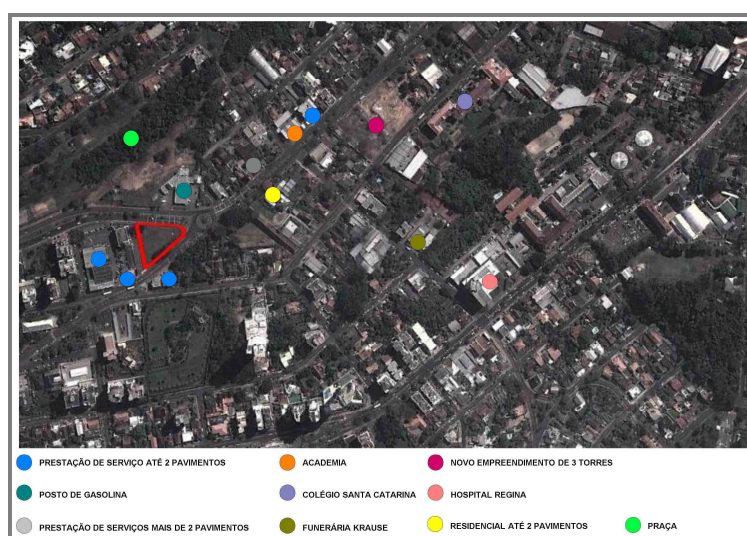 PRESTAÇÃO DE SERVIÇO ATÉ 2 PAVIMENTOS
ACADEMIA
NOVO EMPREENDIMENTO DE 3 TORRES
POSTO DE GASOLINA
COLÉGIO SANTA CATARINA
HOSPITAL REGINA
PRESTAÇÃO DE SERVIÇOS MAIS DE 2 PAVIMENTOS
FUNERÁRIA KRAUSE
RESIDENCIAL ATÉ 2 PAVIMENTOS
PRAÇA